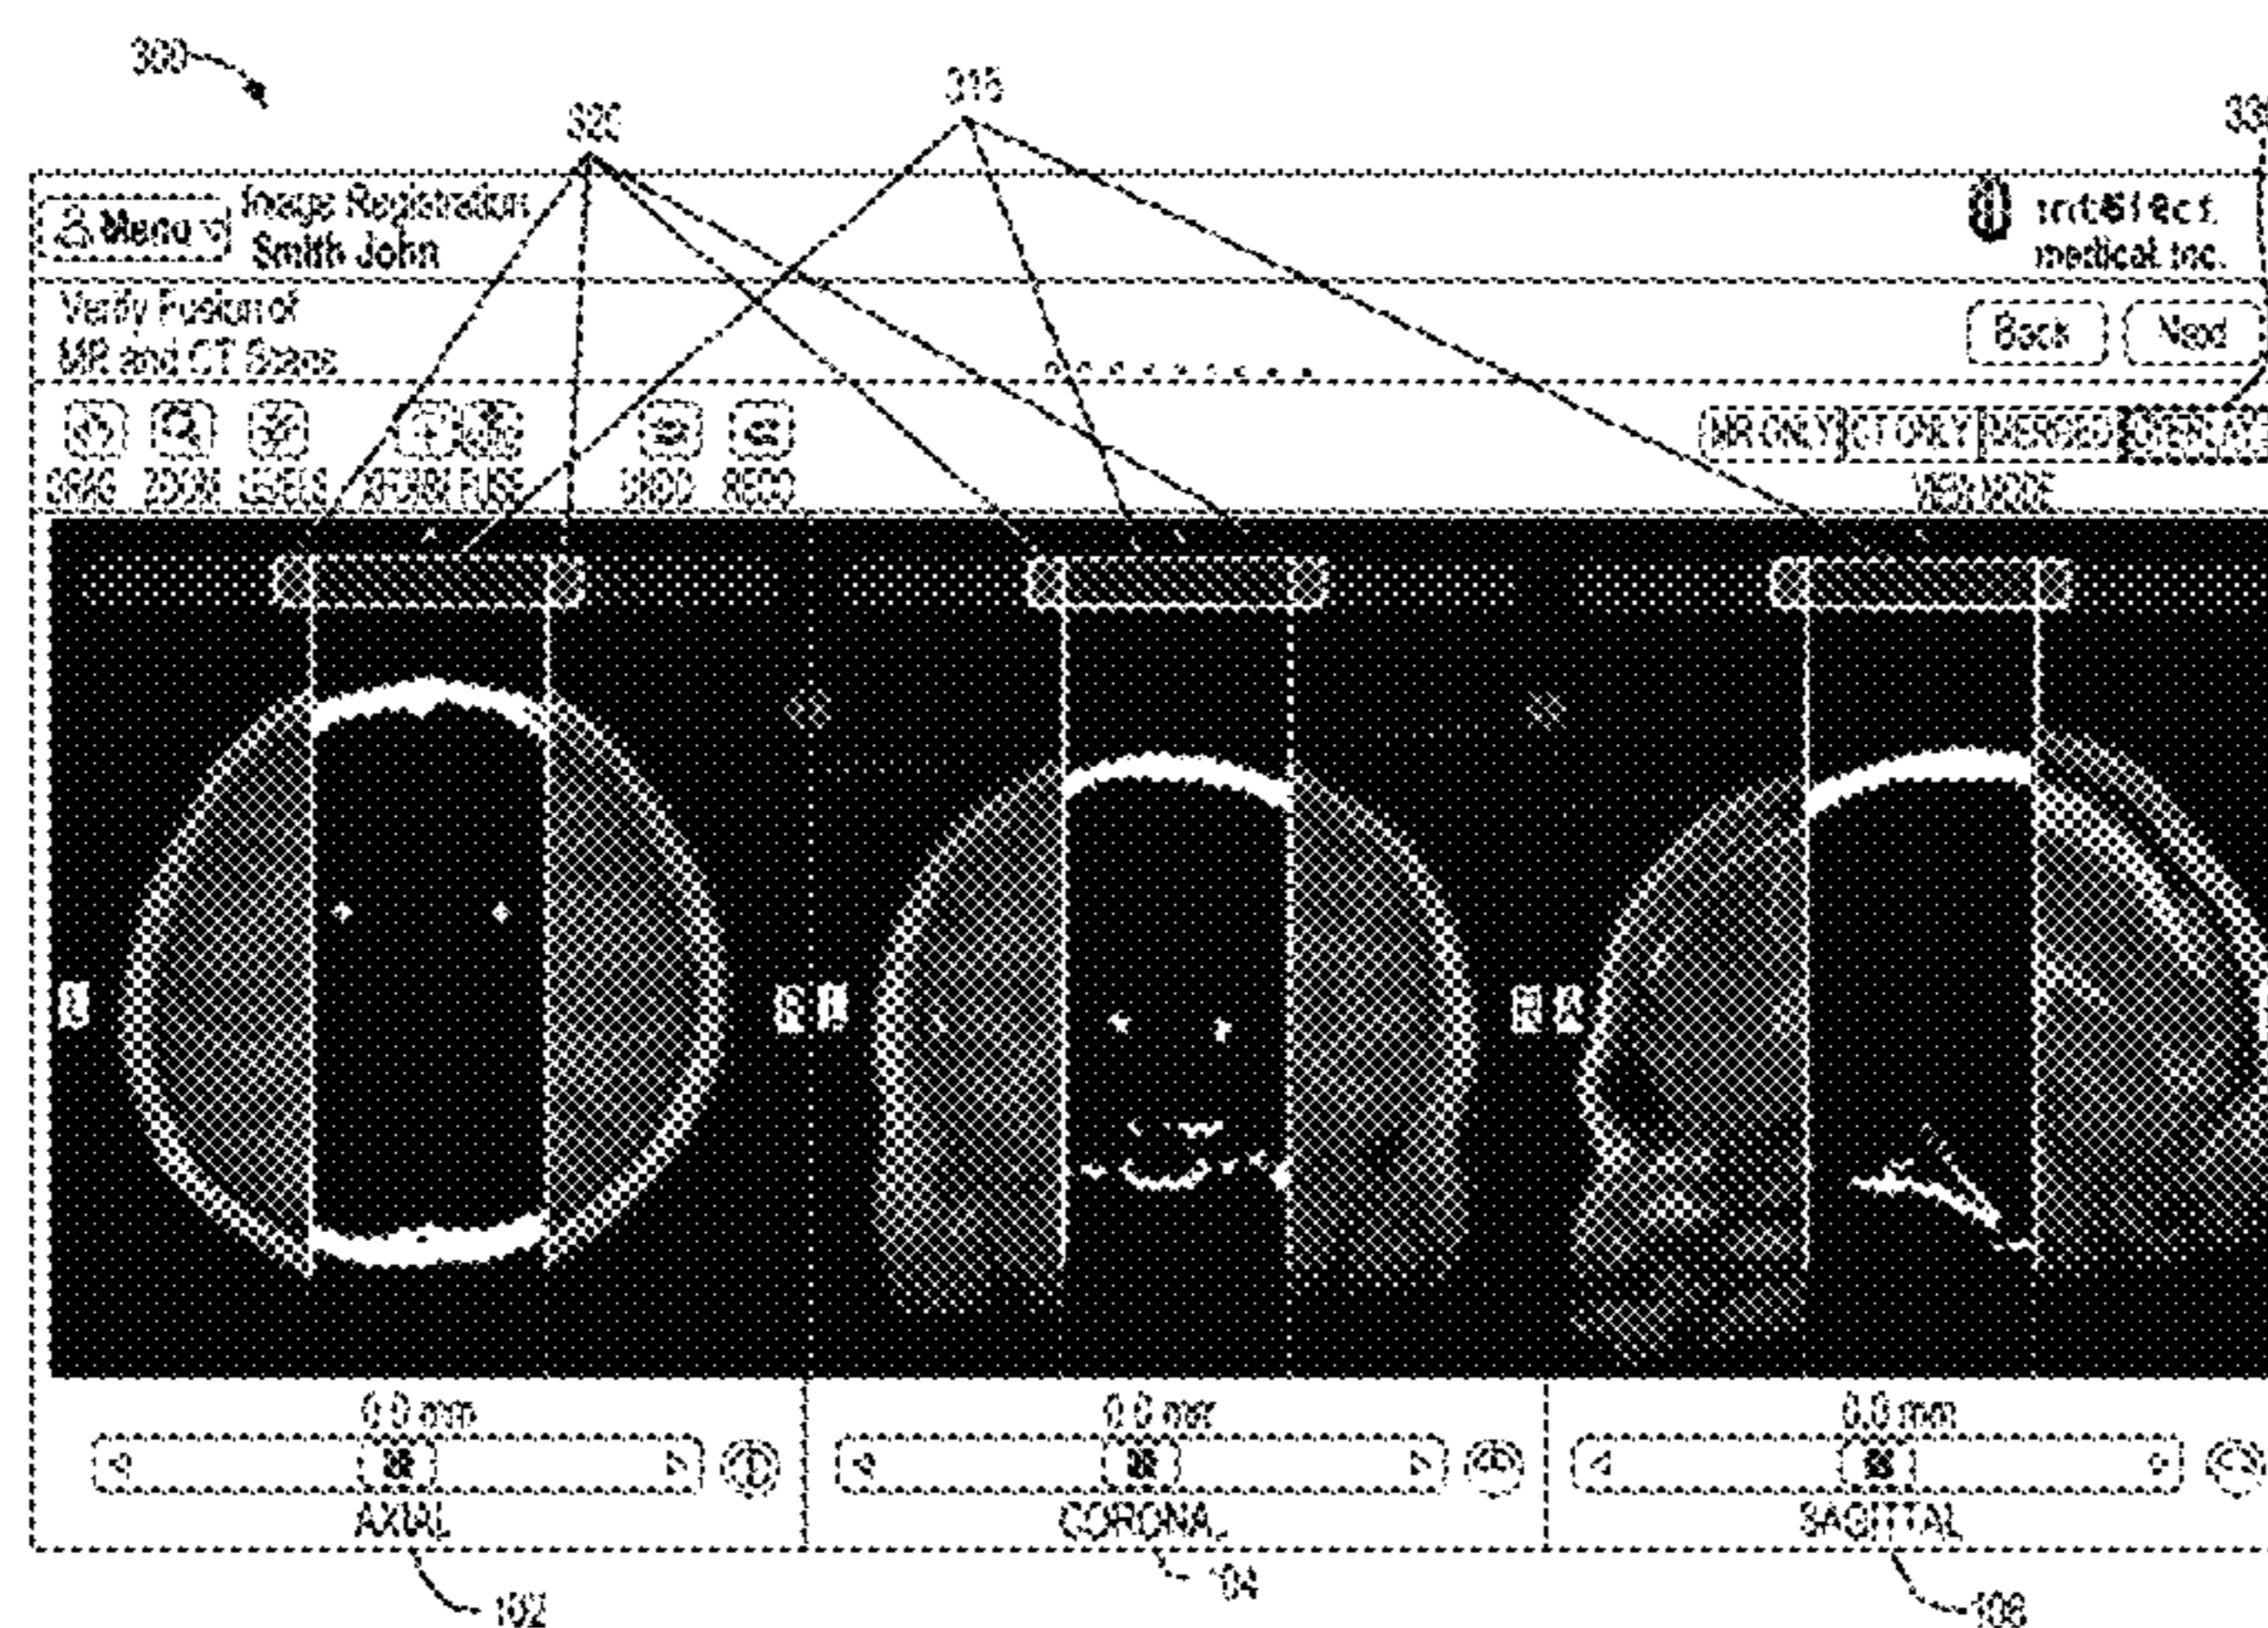 300
315
Menu
Image Registration
Smith John
intelect
medical inc.
Verify Fusion of
MR and CT Scans
Back
Next
MR ONLY
CT ONLY
MERGED
DRAG
ZOOM
LEVELS
FUSE
UNDO
REDO
VIEW MODE
0.0 mm
0.0 mm
0.0 mm
AXIAL
CORONAL
SAGITTAL
102
104
106